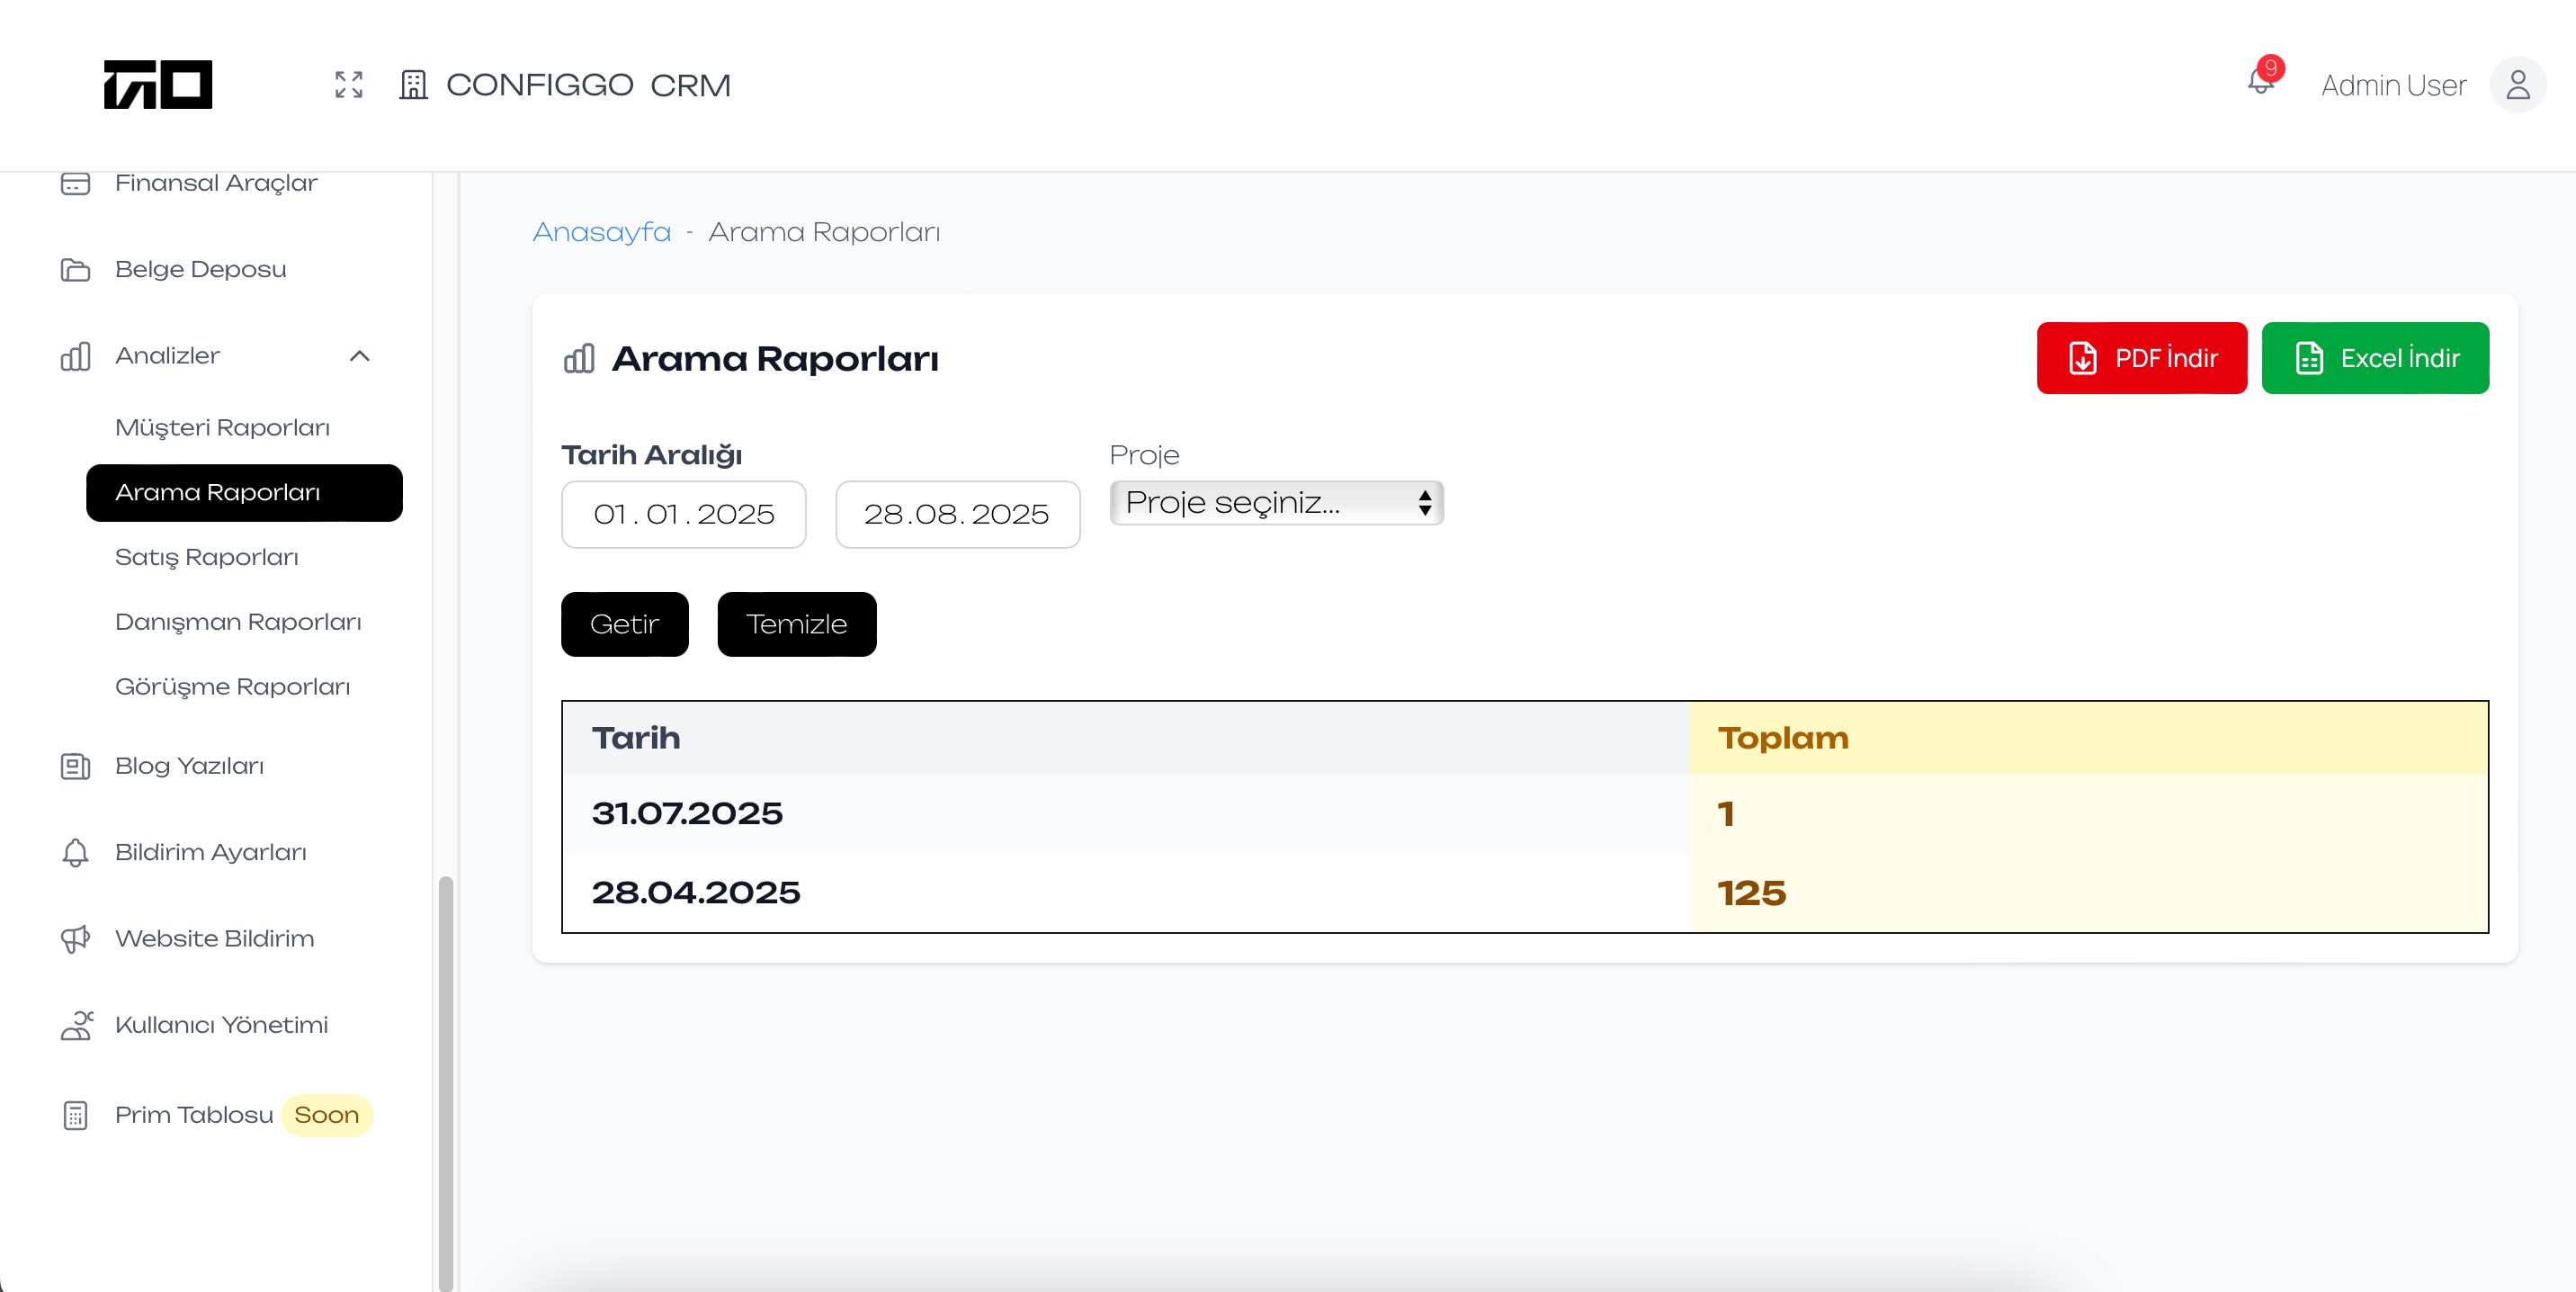 CONFIGGO CRM
9
Admin User
Finansal Araçlar
Belge Deposu
Analizler
Müşteri Raporları
Arama Raporları
Satış Raporları
Danışman Raporları
Görüşme Raporları
Blog Yazıları
Bildirim Ayarları
Website Bildirim
Kullanıcı Yönetimi
Prim Tablosu Soon
Anasayfa - Arama Raporları
Arama Raporları
PDF İndir
Excel İndir
Tarih Aralığı
Proje
01.01.2025
28.08.2025
Proje seçiniz...
Getir
Temizle
Tarih
Toplam
31.07.2025
1
28.04.2025
125